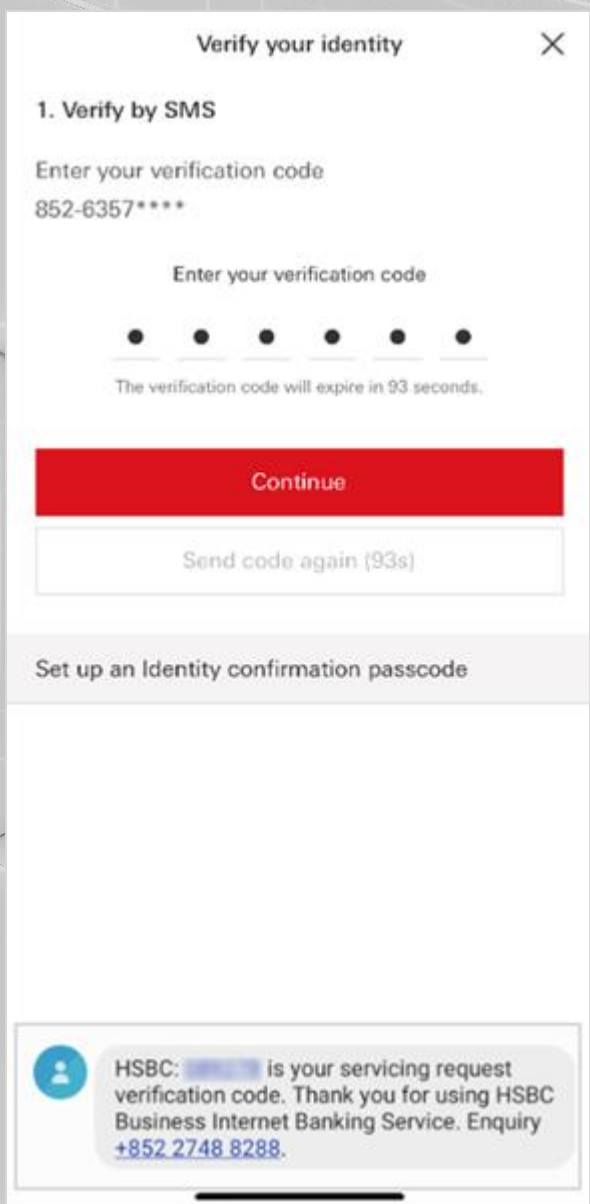 Verify your identity
1. Verify by SMS
Enter your verification code
852-6357****
Enter your verification code
The verification code will expire in 93 seconds.
Continue
Send code again (93s)
Set up an Identity confirmation passcode
HSBC: is your servicing request
verification code. Thank you for using HSBC
Business Internet Banking Service. Enquiry
+852 2748 8288.